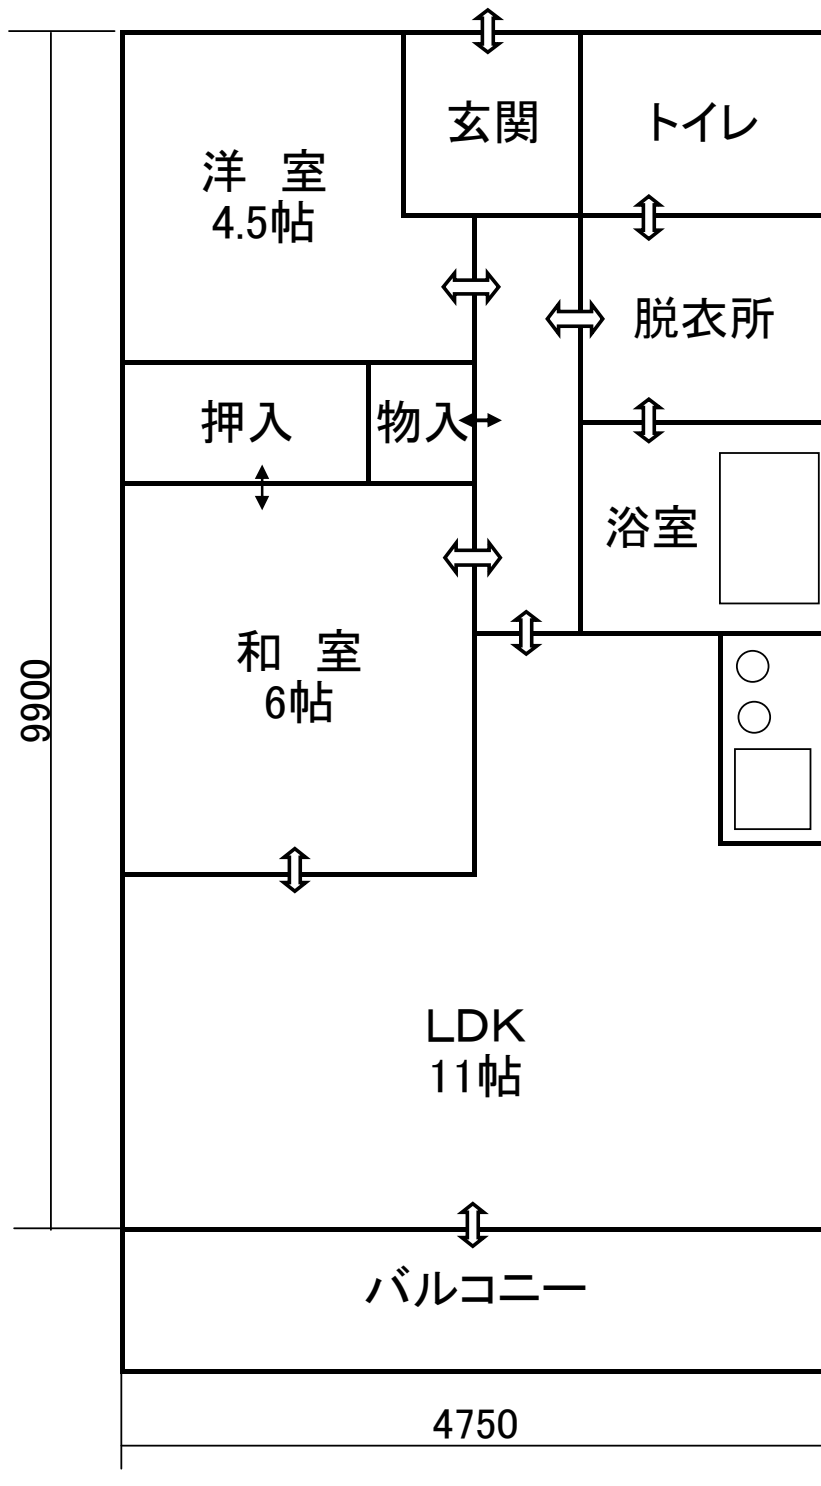 玄関
トイレ
洋　室
4.5帖
脱衣所
押入
物入
浴室
和　室
6帖
9900
LDK
11帖
バルコニー
4750